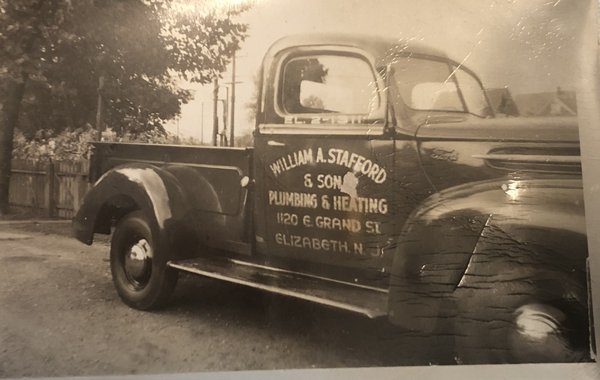 WILLIAM A. STAFFORD
& SON
PLUMBING & HEATING
1120 E. GRAND ST.
ELIZABETH, N. J.